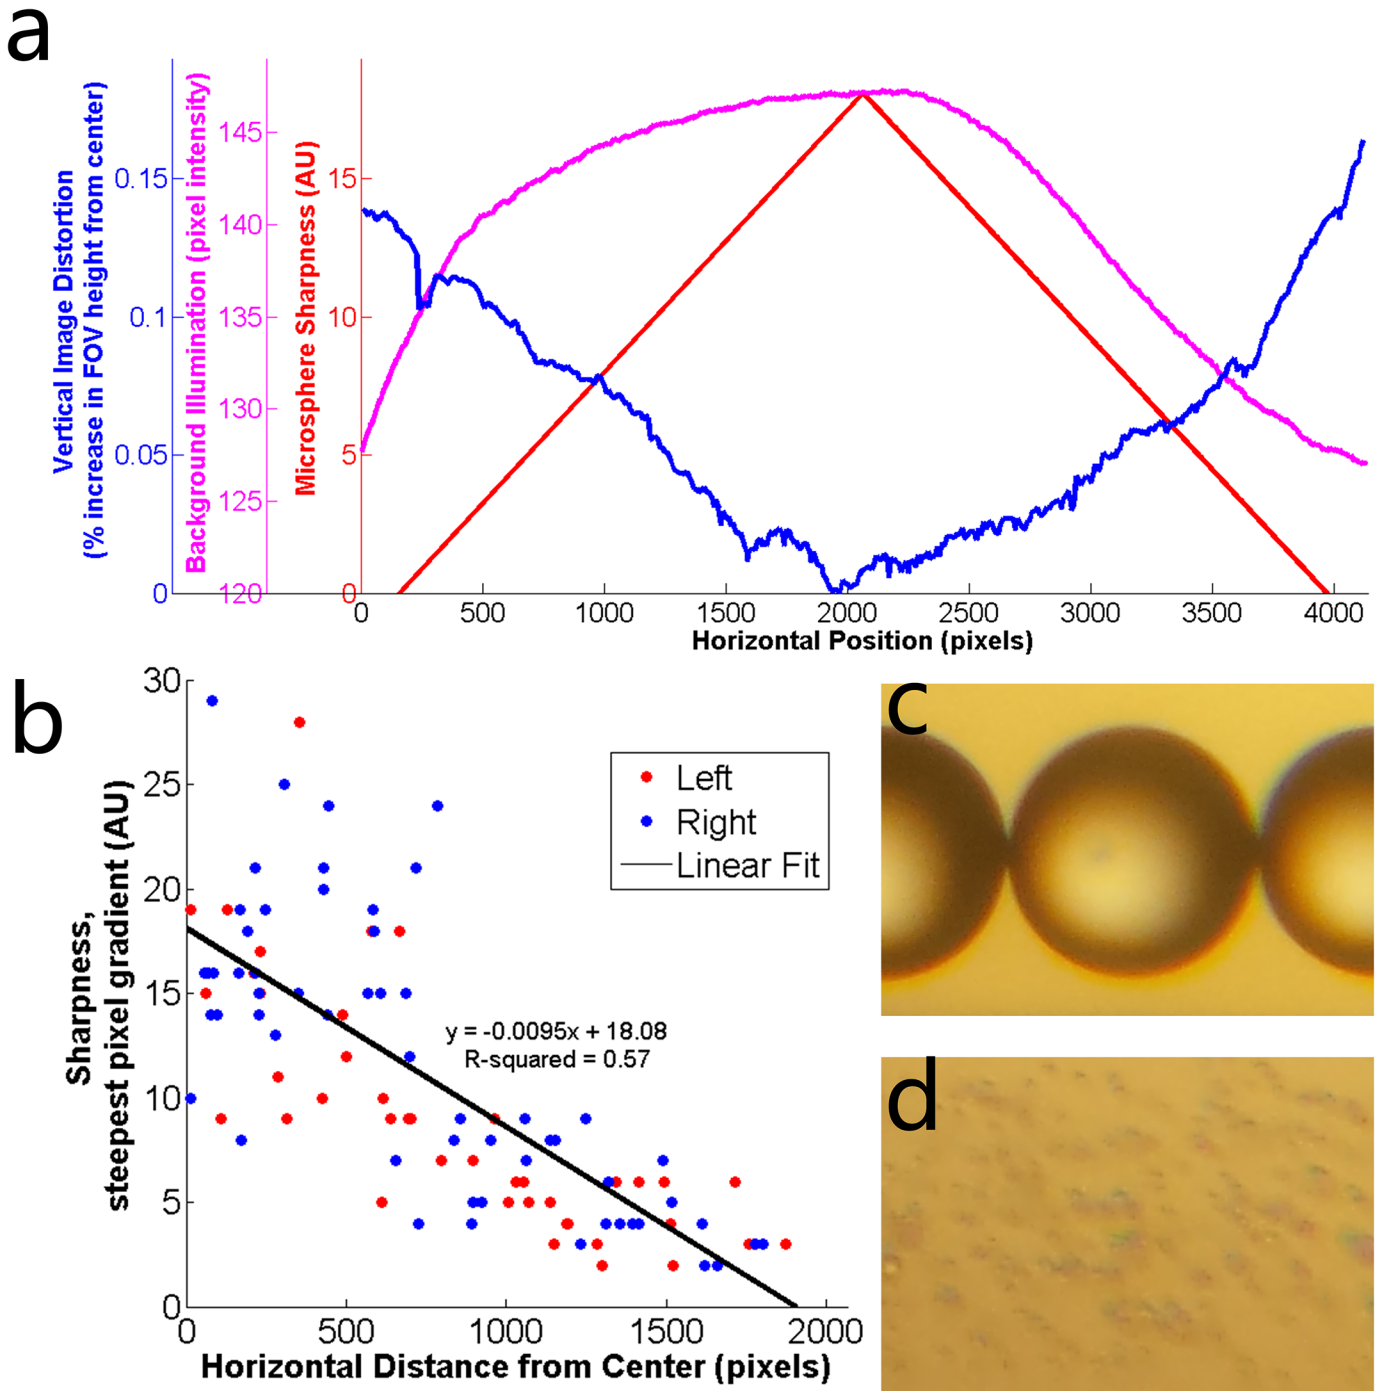 a
Vertical Image Distortion
(% increase in FOV height from center)
0.15
0.1
0.05
0
Background Illumination (pixel intensity)
145
140
135
130
125
120
Microsphere Sharpness (AU)
15
10
5
0
0 500 1000 1500 2000 2500 3000 3500 4000
Horizontal Position (pixels)
b
Sharpness,
steepest pixel gradient (AU)
30
25
20
15
10
5
0
Left
Right
Linear Fit
y = -0.0095x + 18.08
R-squared = 0.57
0 500 1000 1500 2000
Horizontal Distance from Center (pixels)
c
d